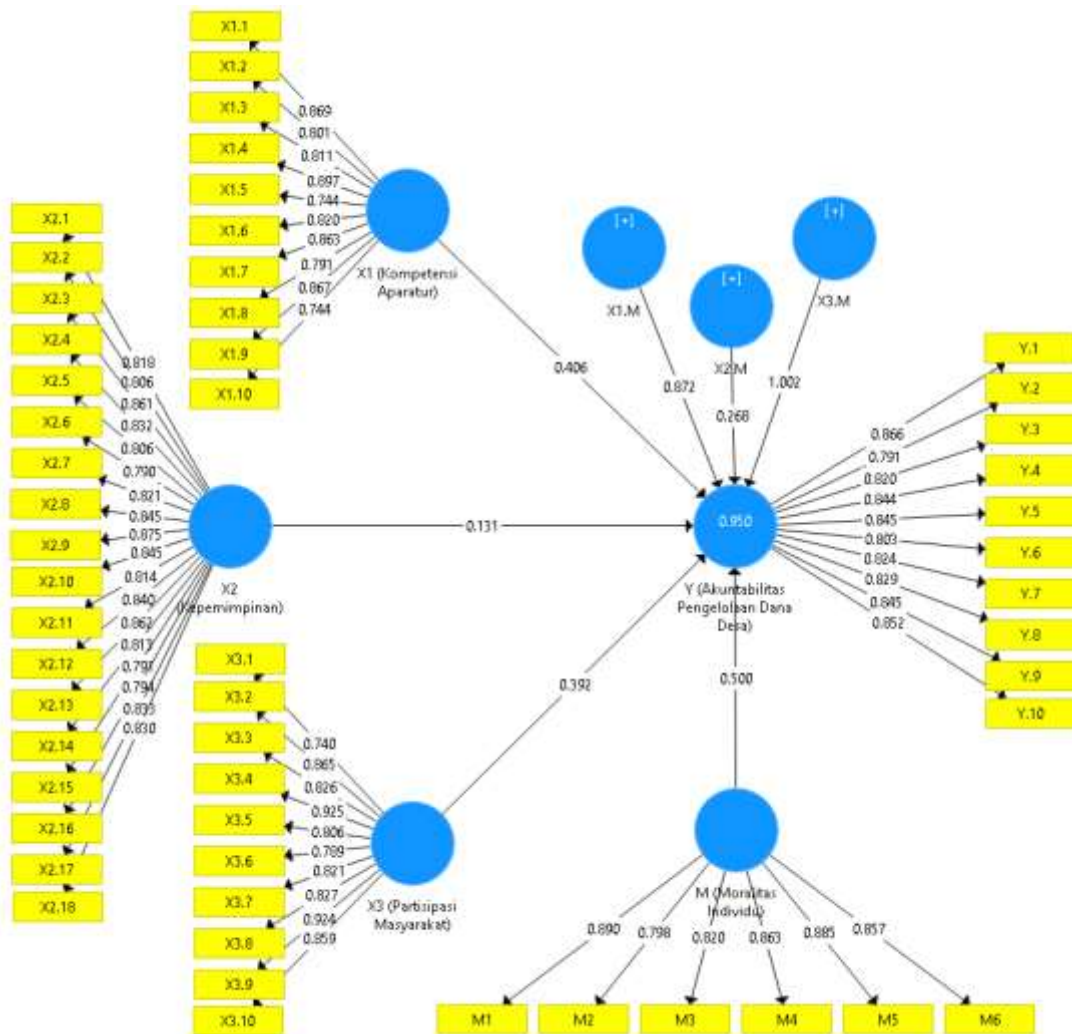 X1.1
X1.2
X1.3
X1.4
X1.5
X1.6
X1.7
X1.8
X1.9
X1.10
0.869
0.801
0.811
0.897
0.744
0.820
0.863
0.791
0.867
0.744
X1 (Kompetensi
Aparatur)
[+]
X1.M
[+]
X2.M
[+]
X3.M
0.406
0.872
0.268
1.002
X2.1
X2.2
X2.3
X2.4
X2.5
X2.6
X2.7
X2.8
X2.9
X2.10
X2.11
X2.12
X2.13
X2.14
X2.15
X2.16
X2.17
X2.18
0.818
0.806
0.861
0.832
0.806
0.790
0.821
0.845
0.875
0.845
0.814
0.840
0.862
0.813
0.797
0.794
0.833
0.830
X2
(Kepemimpinan)
0.131
0.950
Y (Akuntabilitas
Pengelolaan Dana
Desa)
Y.1
Y.2
Y.3
Y.4
Y.5
Y.6
Y.7
Y.8
Y.9
Y.10
0.866
0.791
0.820
0.844
0.845
0.803
0.824
0.829
0.845
0.852
X3.1
X3.2
X3.3
X3.4
X3.5
X3.6
X3.7
X3.8
X3.9
X3.10
0.740
0.865
0.826
0.925
0.806
0.789
0.821
0.827
0.924
0.859
X3 (Partisipasi
Masyarakat)
0.392
0.500
M (Moralitas
Individu)
0.890
0.798
0.820
0.863
0.885
0.857
M1
M2
M3
M4
M5
M6